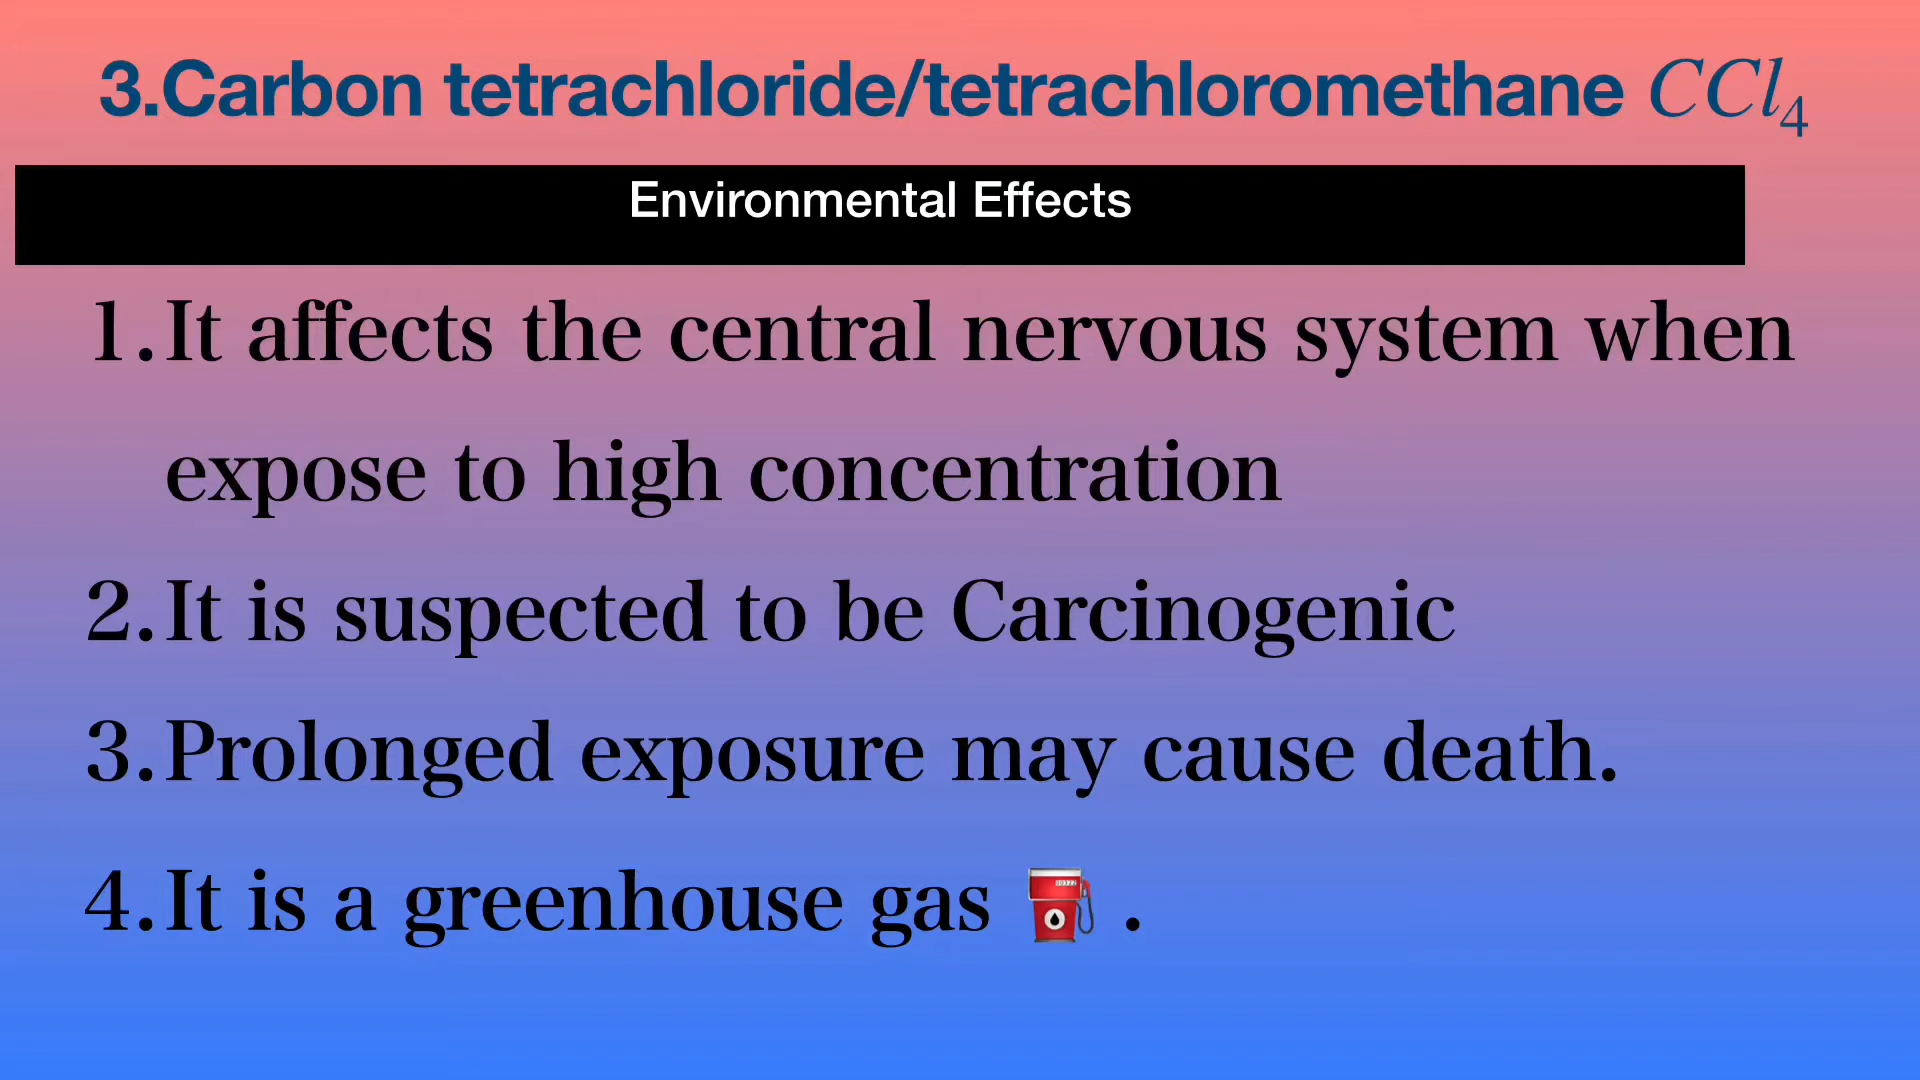 3.Carbon tetrachloride/tetrachloromethane CCl₄
Environmental Effects
1.It affects the central nervous system when
expose to high concentration
2.It is suspected to be Carcinogenic
3.Prolonged exposure may cause death.
4.It is a greenhouse gas ⛽ .